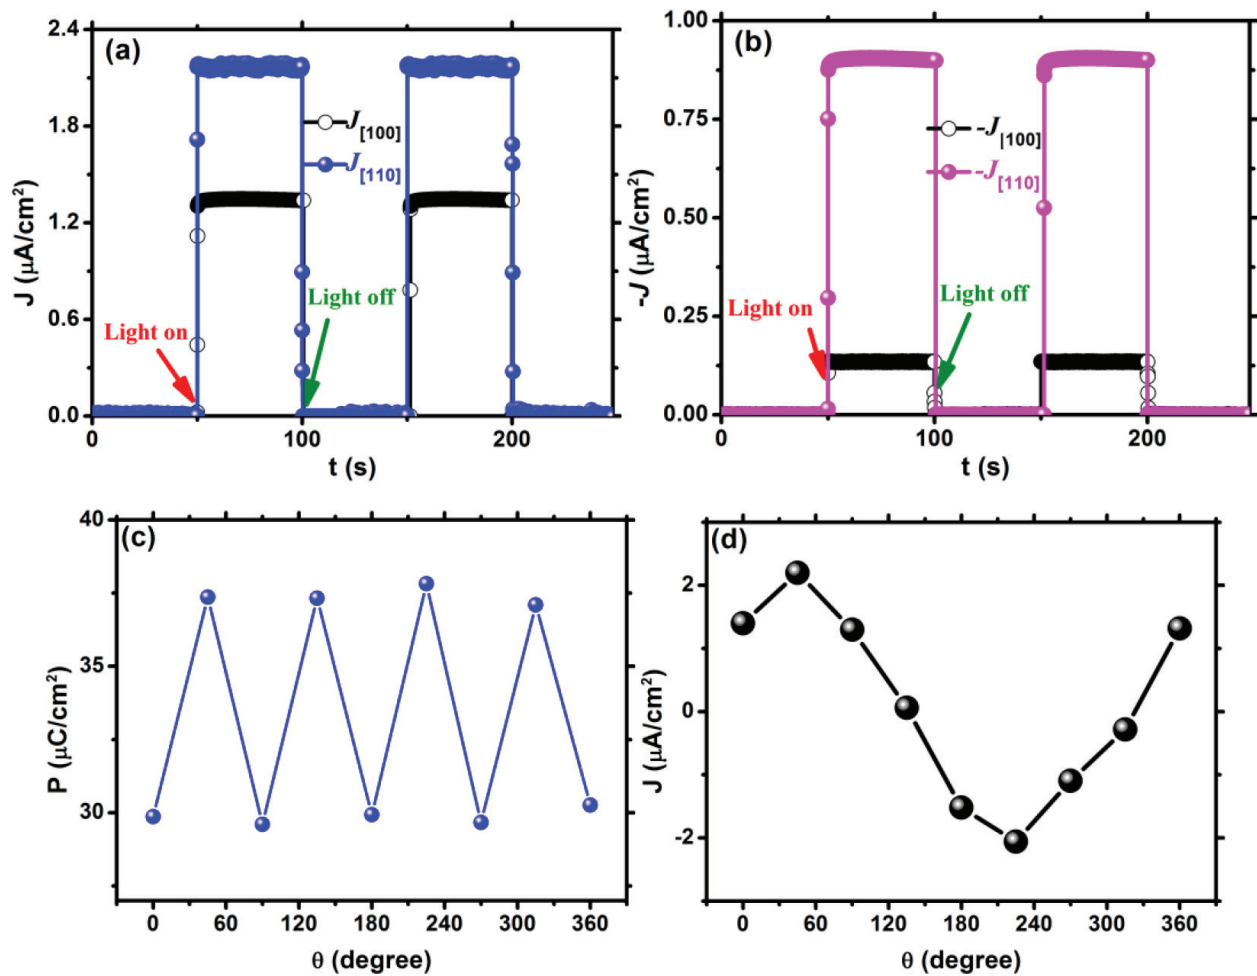 (a)
2.4
1.8
1.2
0.6
0.0
J (μA/cm²)
J[100]
J[110]
Light on
Light off
0
100
200
t (s)
(b)
1.00
0.75
0.50
0.25
0.00
-J (μA/cm²)
-J[100]
-J[110]
Light on
Light off
0
100
200
t (s)
(c)
40
35
30
P (μC/cm²)
0 60 120 180 240 300 360
θ (degree)
(d)
2
0
-2
J (μA/cm²)
0 60 120 180 240 300 360
θ (degree)